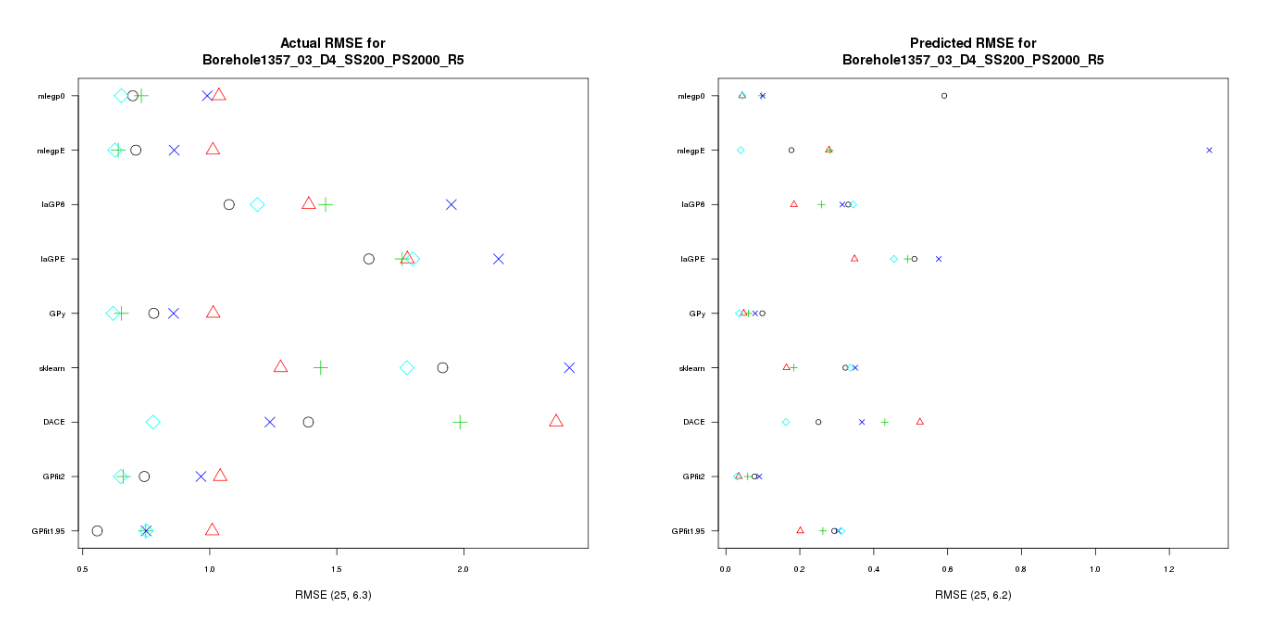 Actual RMSE for
Borehole1357_03_D4_SS200_PS2000_R5
mlegp0
mlegpE
laGP6
laGPE
GPy
sklearn
DACE
GPfit2
GPfit1.95
0.5 1.0 1.5 2.0
RMSE (25, 6.3)
Predicted RMSE for
Borehole1357_03_D4_SS200_PS2000_R5
mlegp0
mlegpE
laGP6
laGPE
GPy
sklearn
DACE
GPfit2
GPfit1.95
0.0 0.2 0.4 0.6 0.8 1.0 1.2
RMSE (25, 6.2)